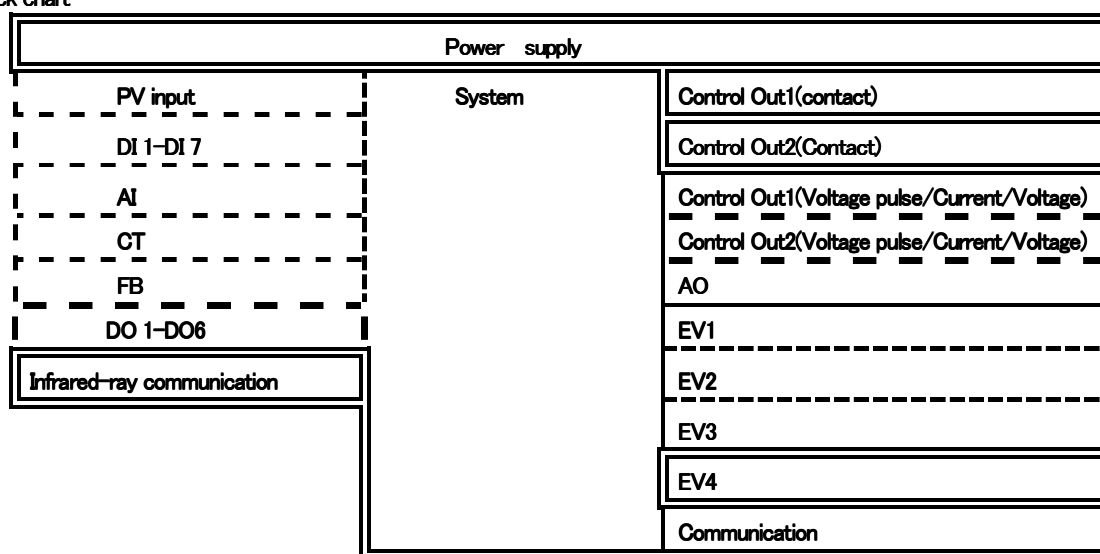 Power supply
PV input
System
Control Out1(contact)
DI 1-DI 7
Control Out2(Contact)
AI
Control Out1(Voltage pulse/Current/Voltage)
CT
Control Out2(Voltage pulse/Current/Voltage)
FB
AO
DO 1-DO6
EV1
Infrared-ray communication
EV2
EV3
EV4
Communication